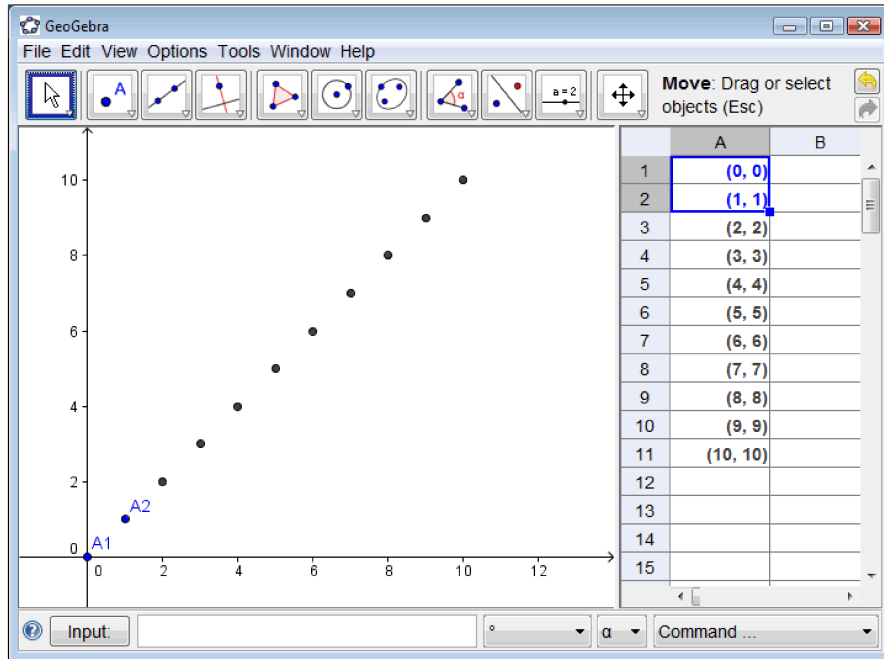 GeoGebra
File Edit View Options Tools Window Help
A
α
a = 2
Move: Drag or select
objects (Esc)
10
8
6
4
2
0
A2
A1
0 2 4 6 8 10 12
A B
1 (0, 0)
2 (1, 1)
3 (2, 2)
4 (3, 3)
5 (4, 4)
6 (5, 5)
7 (6, 6)
8 (7, 7)
9 (8, 8)
10 (9, 9)
11 (10, 10)
12
13
14
15
Input: ° α Command ...